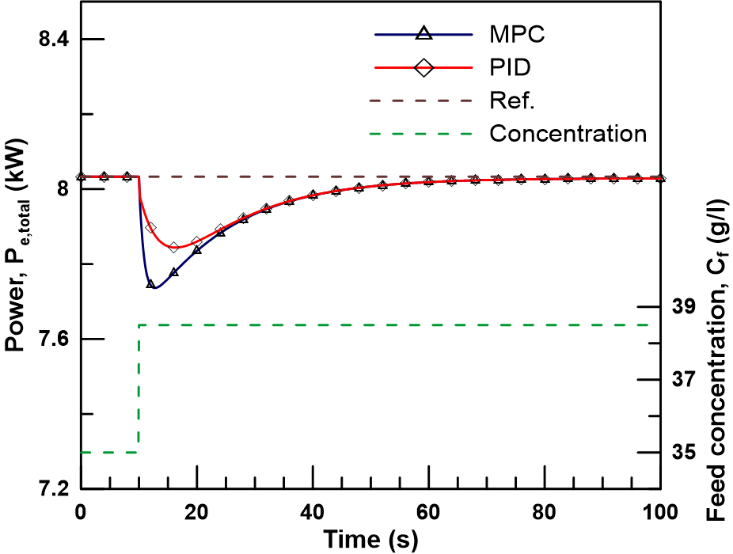 8.4
8
7.6
7.2
Power, Pe,total (kW)
MPC
PID
Ref.
Concentration
39
37
35
Feed concentration, Cf (g/l)
0 20 40 60 80 100
Time (s)